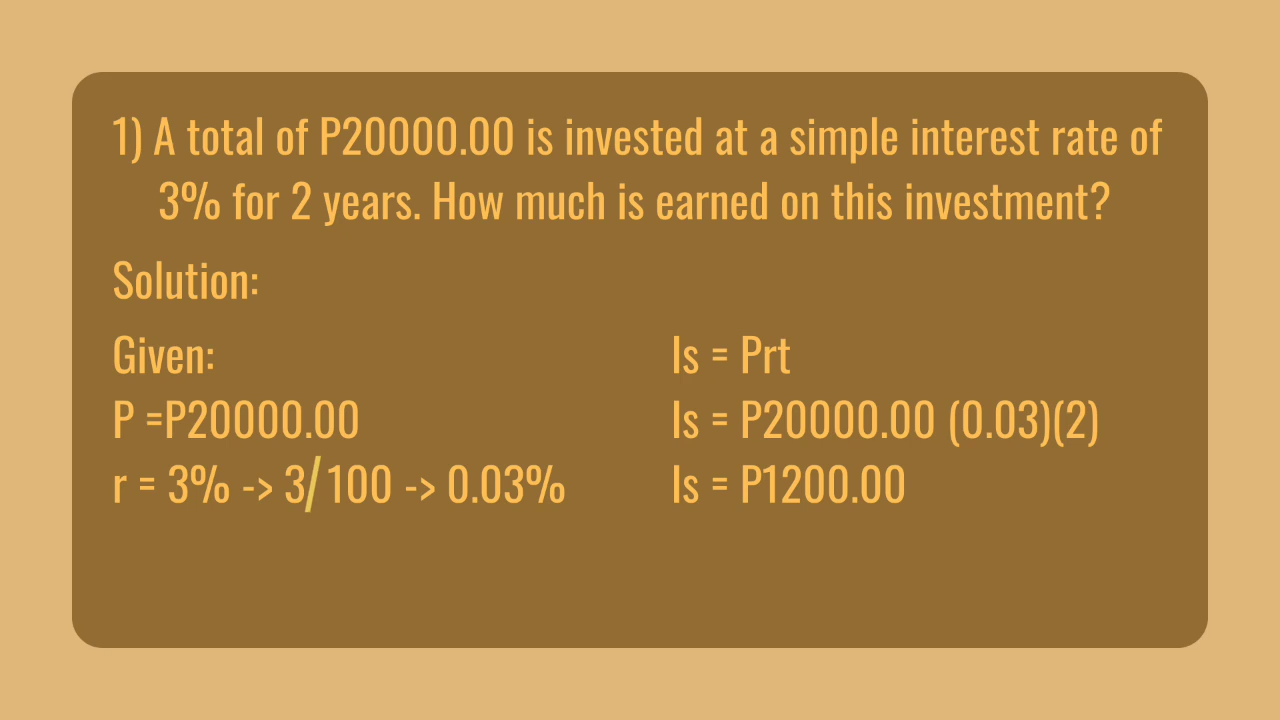 1) A total of P20000.00 is invested at a simple interest rate of
3% for 2 years. How much is earned on this investment?
Solution:
Given:
P =P20000.00
r = 3% -> 3/100 -> 0.03%
Is = Prt
Is = P20000.00 (0.03)(2)
Is = P1200.00